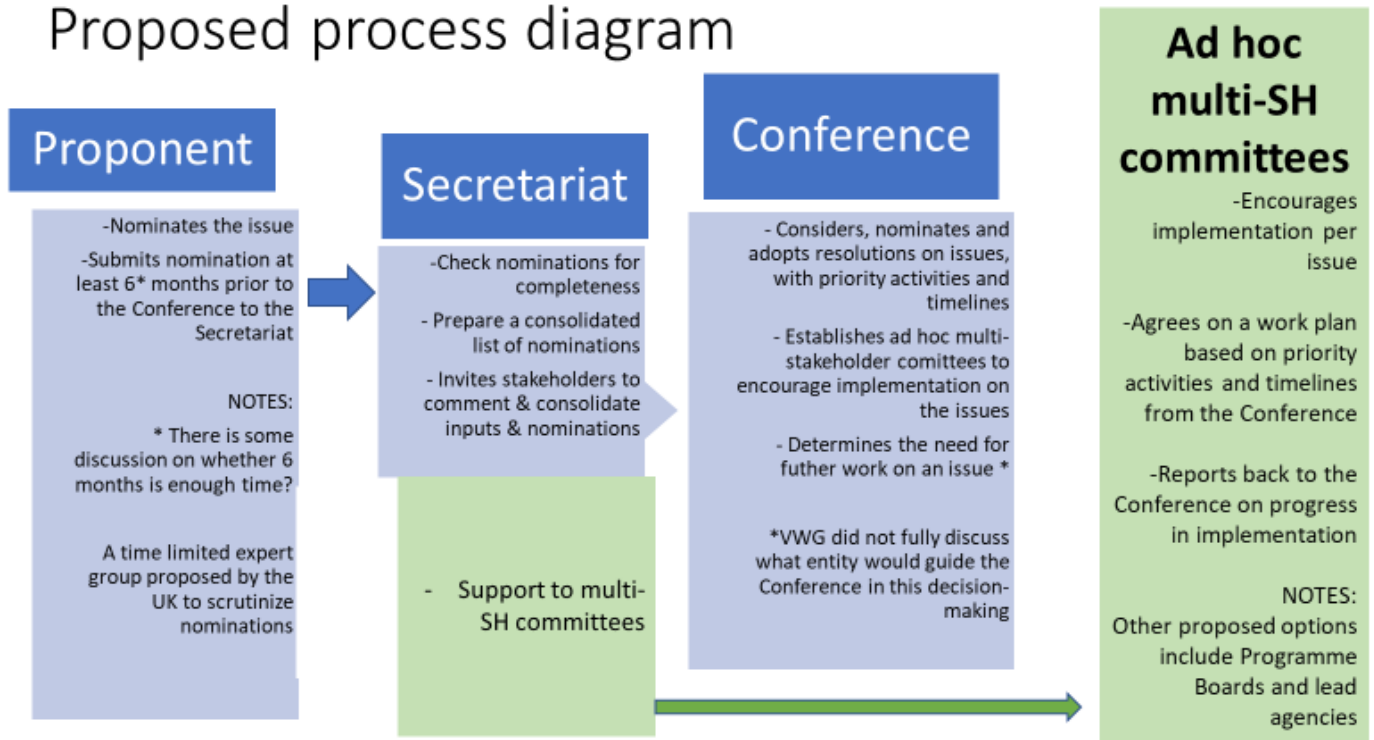 Proposed process diagram
Proponent
-Nominates the issue
-Submits nomination at
least 6* months prior to
the Conference to the
Secretariat
NOTES:
* There is some
discussion on whether 6
months is enough time?
A time limited expert
group proposed by the
UK to scrutinize
nominations
Secretariat
-Check nominations for
completeness
- Prepare a consolidated
list of nominations
- Invites stakeholders to
comment & consolidate
inputs & nominations
- Support to multi-
SH committees
Conference
- Considers, nominates and
adopts resolutions on issues,
with priority activities and
timelines
- Establishes ad hoc multi-
stakeholder comittees to
encourage implementation on
the issues
- Determines the need for
futher work on an issue *
*VWG did not fully discuss
what entity would guide the
Conference in this decision-
making
Ad hoc
multi-SH
committees
-Encourages
implementation per
issue
-Agrees on a work plan
based on priority
activities and timelines
from the Conference
-Reports back to the
Conference on progress
in implementation
NOTES:
Other proposed options
include Programme
Boards and lead
agencies